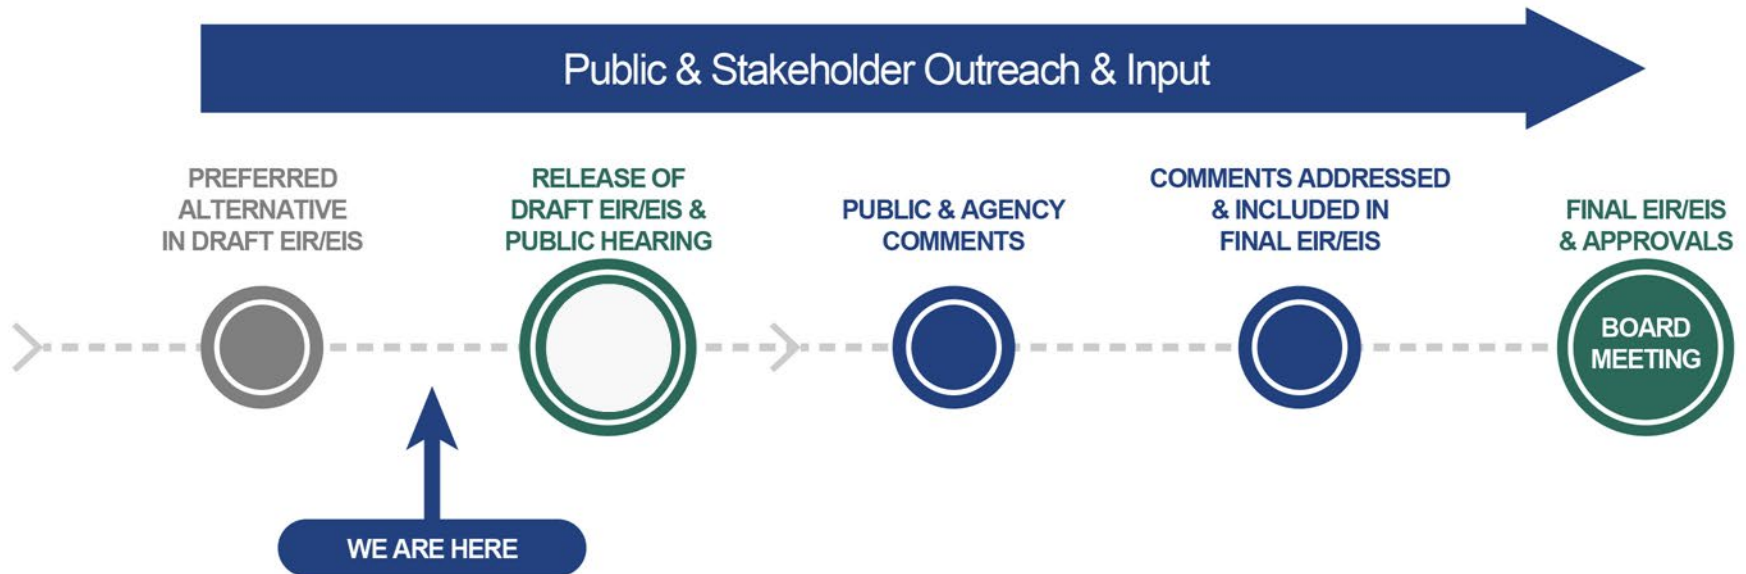 Public & Stakeholder Outreach & Input
PREFERRED
ALTERNATIVE
IN DRAFT EIR/EIS
RELEASE OF
DRAFT EIR/EIS &
PUBLIC HEARING
PUBLIC & AGENCY
COMMENTS
COMMENTS ADDRESSED
& INCLUDED IN
FINAL EIR/EIS
FINAL EIR/EIS
& APPROVALS
BOARD
MEETING
WE ARE HERE